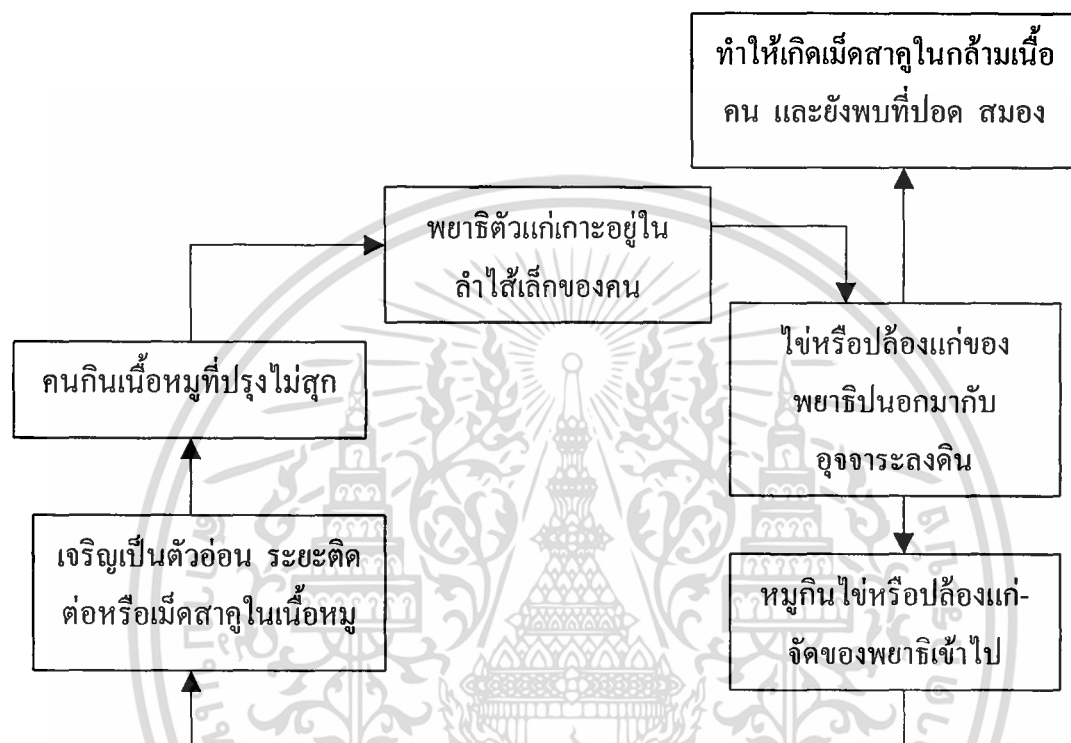 ทำให้เกิดเม็ดสาคูในกล้ามเนื้อ
คน และยังพบที่ปอด สมอง
พยาธิตัวแก่เกาะอยู่ใน
ลำไส้เล็กของคน
ไข่หรือปล้องแก่ของ
พยาธิปนอกมากับ
อุจจาระลงดิน
คนกินเนื้อหมูที่ปรุงไม่สุก
เจริญเป็นตัวอ่อน ระยะติด
ต่อหรือเม็ดสาคูในเนื้อหมู
หมูกินไข่หรือปล้องแก่-
จัดของพยาธิเข้าไป